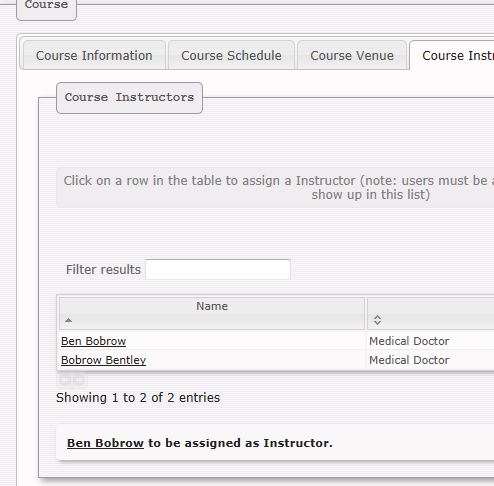 Course
Course Information
Course Schedule
Course Venue
Course Inst
Course Instructors
Click on a row in the table to assign a Instructor (note: users must be a
show up in this list)
Filter results
Name
Ben Bobrow
Medical Doctor
Bobrow Bentley
Medical Doctor
Showing 1 to 2 of 2 entries
Ben Bobrow to be assigned as Instructor.